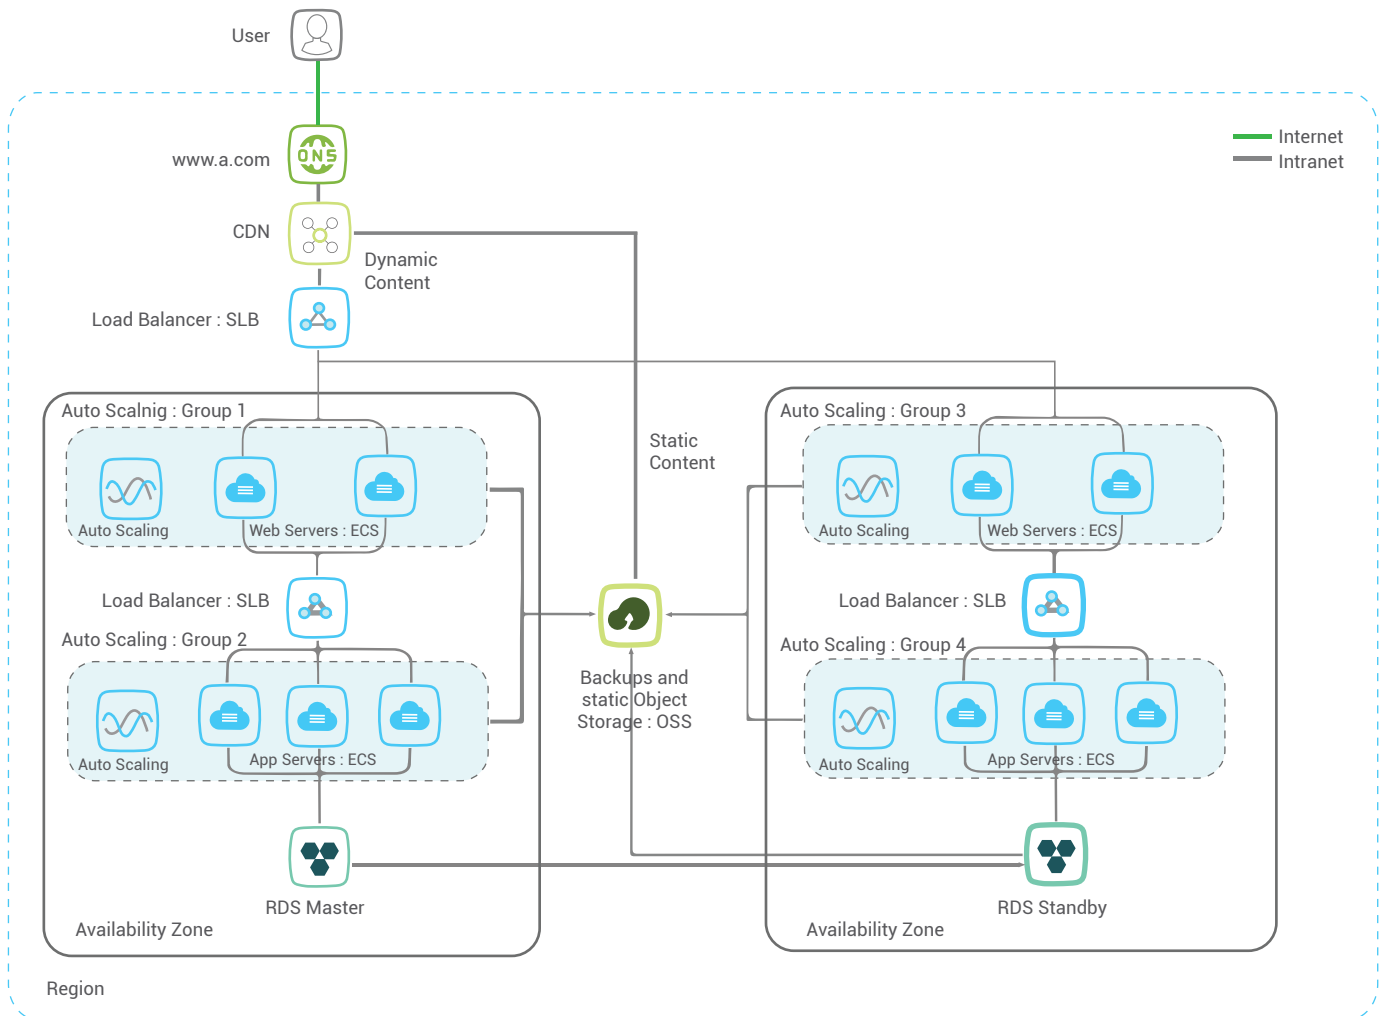 User
Internet
Intranet
www.a.com
ONS
CDN
Dynamic
Content
Load Balancer : SLB
Auto Scalnig : Group 1
Auto Scaling
Web Servers : ECS
Load Balancer : SLB
Auto Scaling : Group 2
Auto Scaling
App Servers : ECS
RDS Master
Availability Zone
Static
Content
Backups and
static Object
Storage : OSS
Auto Scaling : Group 3
Auto Scaling
Web Servers : ECS
Load Balancer : SLB
Auto Scaling : Group 4
Auto Scaling
App Servers : ECS
RDS Standby
Availability Zone
Region